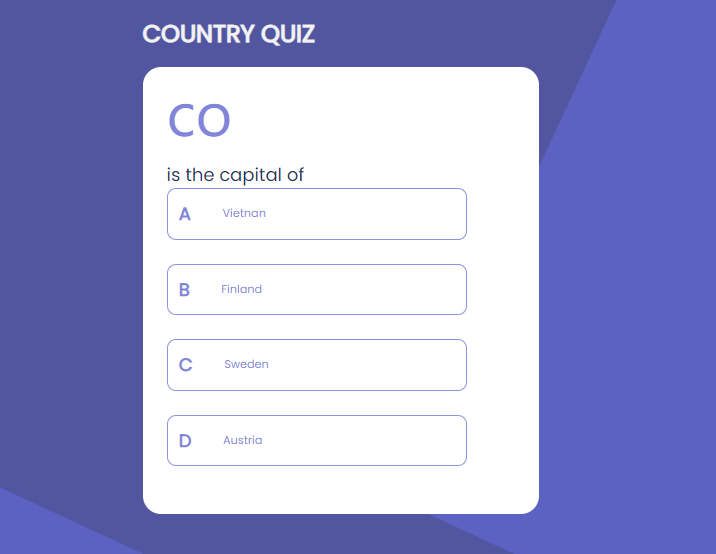 COUNTRY QUIZ
CO
is the capital of
A Vietnan
B Finland
C Sweden
D Austria